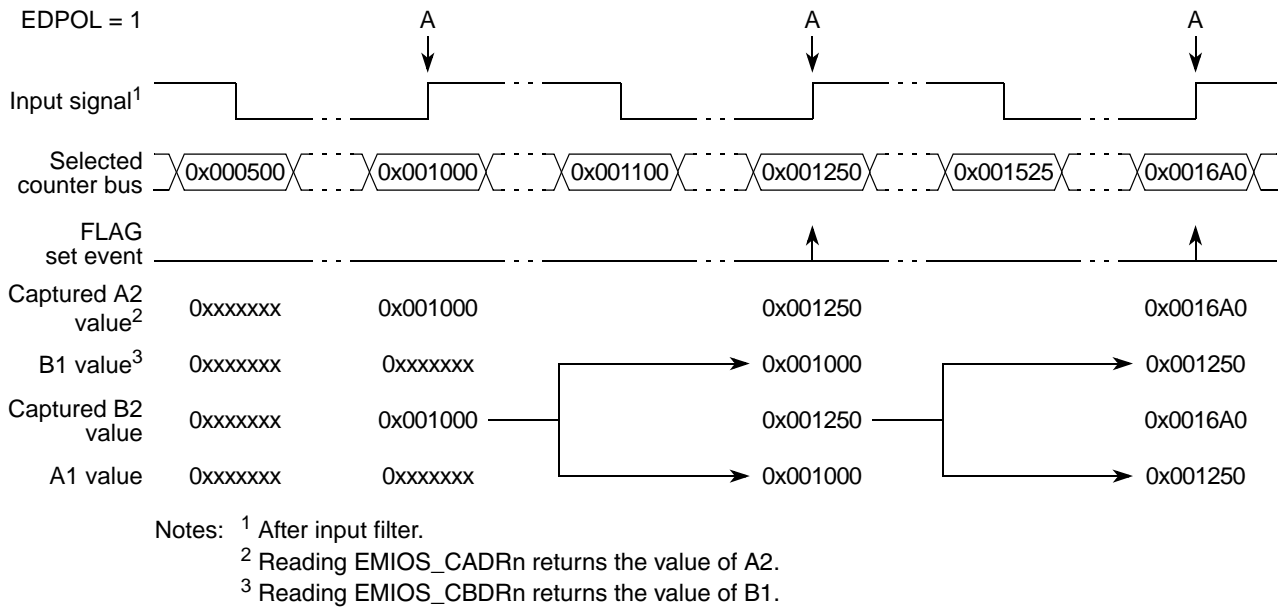 EDPOL = 1 A A A
Input signal1
Selected
counter bus
0x000500 0x001000 0x001100 0x001250 0x001525 0x0016A0
FLAG
set event
Captured A2
value2
0xxxxxxx 0x001000 0x001250 0x0016A0
B1 value3 0xxxxxxx 0xxxxxxx 0x001000 0x001250
Captured B2
value
0xxxxxxx 0x001000 0x001250 0x0016A0
A1 value 0xxxxxxx 0xxxxxxx 0x001000 0x001250
Notes: 1 After input filter.
2 Reading EMIOS_CADRn returns the value of A2.
3 Reading EMIOS_CBDRn returns the value of B1.